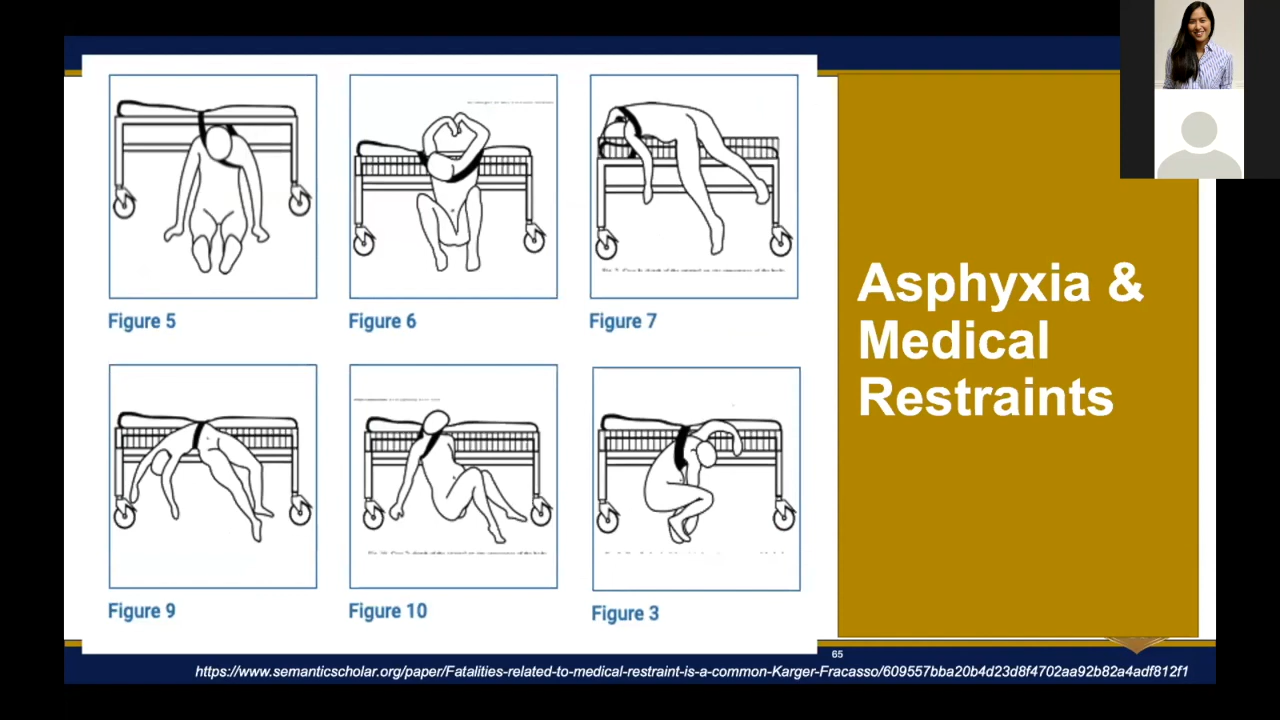 Figure 5
Figure 6
Figure 7
Figure 9
Figure 10
Figure 3
Asphyxia &
Medical
Restraints
65
https://www.semanticscholar.org/paper/Fatalities-related-to-medical-restraint-is-a-common-Karger-Fracasso/609557bba20b4d23d8f4702aa92b82a4adf812f1